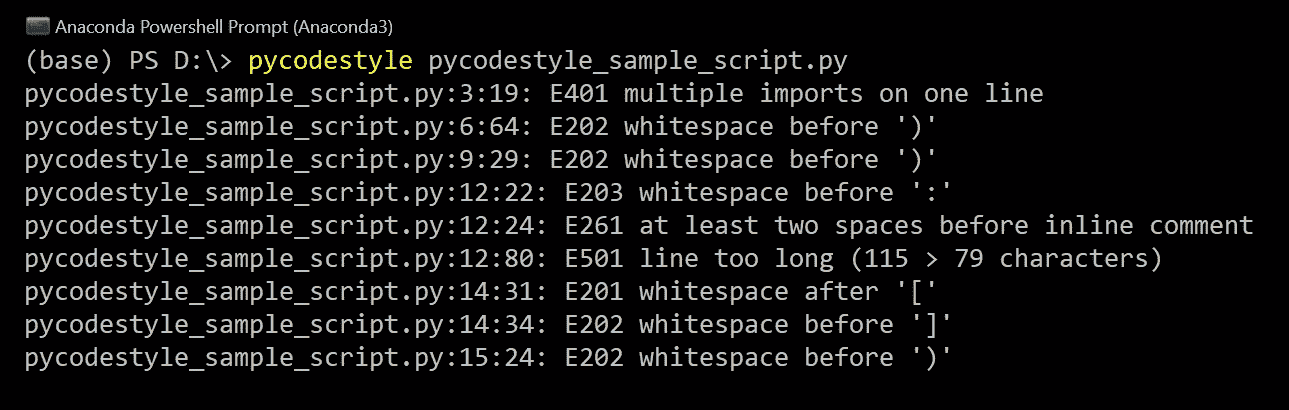 Anaconda Powershell Prompt (Anaconda3)
(base) PS D:\> pycodestyle pycodestyle_sample_script.py
pycodestyle_sample_script.py:3:19: E401 multiple imports on one line
pycodestyle_sample_script.py:6:64: E202 whitespace before ')'
pycodestyle_sample_script.py:9:29: E202 whitespace before ')'
pycodestyle_sample_script.py:12:22: E203 whitespace before ':'
pycodestyle_sample_script.py:12:24: E261 at least two spaces before inline comment
pycodestyle_sample_script.py:12:80: E501 line too long (115 > 79 characters)
pycodestyle_sample_script.py:14:31: E201 whitespace after '['
pycodestyle_sample_script.py:14:34: E202 whitespace before ']'
pycodestyle_sample_script.py:15:24: E202 whitespace before ')'